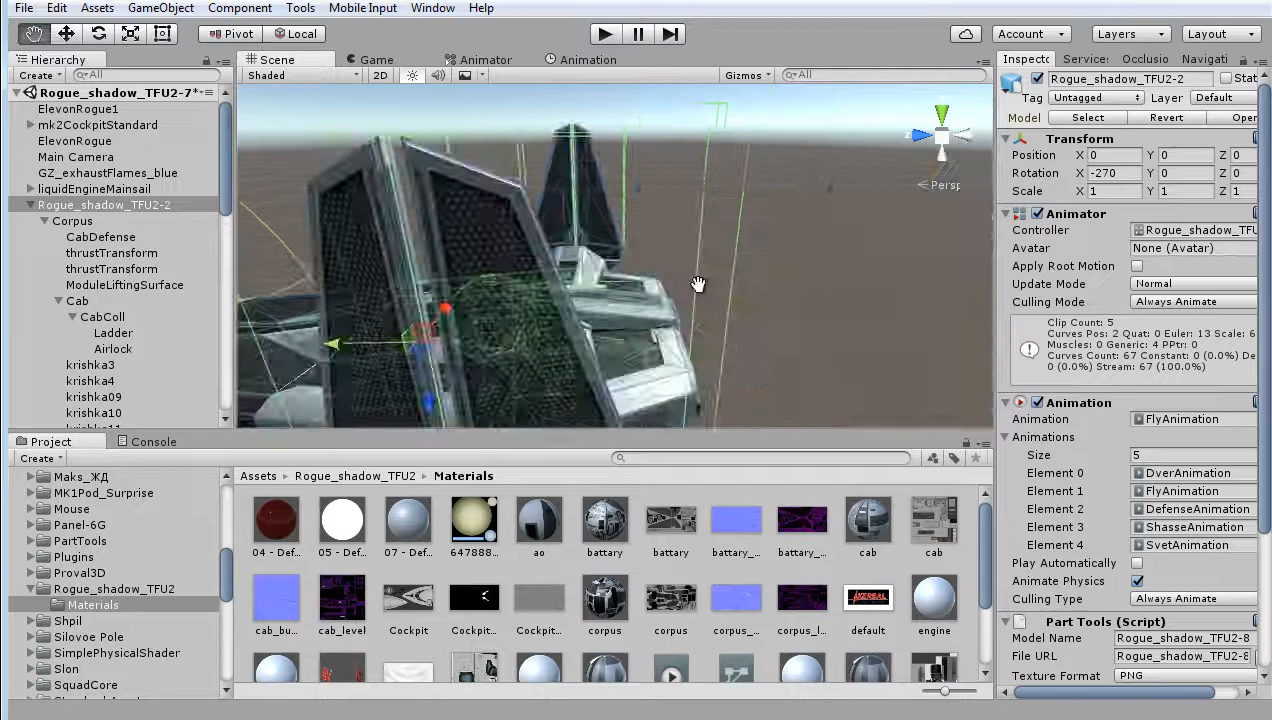 File Edit Assets GameObject Component Tools Mobile Input Window Help
Pivot Local Account Layers Layout
Hierarchy Scene Game Animator Animation Inspecto Services Occlusio Navigati
Create All Shaded 2D Gizmos All Rogue_shadow_TFU2-2 Stat
Rogue_shadow_TFU2-7*
Tag Untagged Layer Default
ElevonRogue1
Model Select Revert Oper
mk2CockpitStandard
ElevonRogue
Main Camera
GZ_exhaustFlames_blue
liquidEngineMainsail
Rogue_shadow_TFU2-2
Corpus
CabDefense
thrustTransform
thrustTransform
ModuleLiftingSurface
Cab
CabColl
Ladder
Airlock
krishka3
krishka4
krishka09
krishka10
Persp
Transform
Position X 0 Y 0 Z 0
Rotation X -270 Y 0 Z 0
Scale X 1 Y 1 Z 1
Animator
Controller Rogue_shadow_TFU
Avatar None (Avatar)
Apply Root Motion
Update Mode Normal
Culling Mode Always Animate
Clip Count: 5
Curves Pos: 2 Quat: 0 Euler: 13 Scale: 6
Muscles: 0 Generic: 4 PPtr: 0
Curves Count: 67 Constant: 0 (0.0%) De
0 (0.0%) Stream: 67 (100.0%)
Animation
Animation FlyAnimation
Animations
Size 5
Element 0 DverAnimation
Element 1 FlyAnimation
Element 2 DefenseAnimation
Element 3 ShasseAnimation
Element 4 SvetAnimation
Play Automatically
Animate Physics
Culling Type Always Animate
Part Tools (Script)
Model Name Rogue_shadow_TFU2-8
File URL Rogue_shadow_TFU2-8
Texture Format PNG
Project Console
Create
Maks_ЖД
MK1Pod_Surprise
Mouse
Panel-6G
PartTools
Plugins
Proval3D
Rogue_shadow_TFU2
Materials
Shpil
Silovoe Pole
SimplePhysicalShader
Slon
SquadCore
Assets Rogue_shadow_TFU2 Materials
04 - Def.. 05 - Def.. 07 - Def.. 647888.. ao battary battary battary_... battary_... cab cab
cab_bu... cab_level Cockpit Cockpit.. Cockpit.. corpus corpus corpus_... corpus_l... default engine
KERBAL